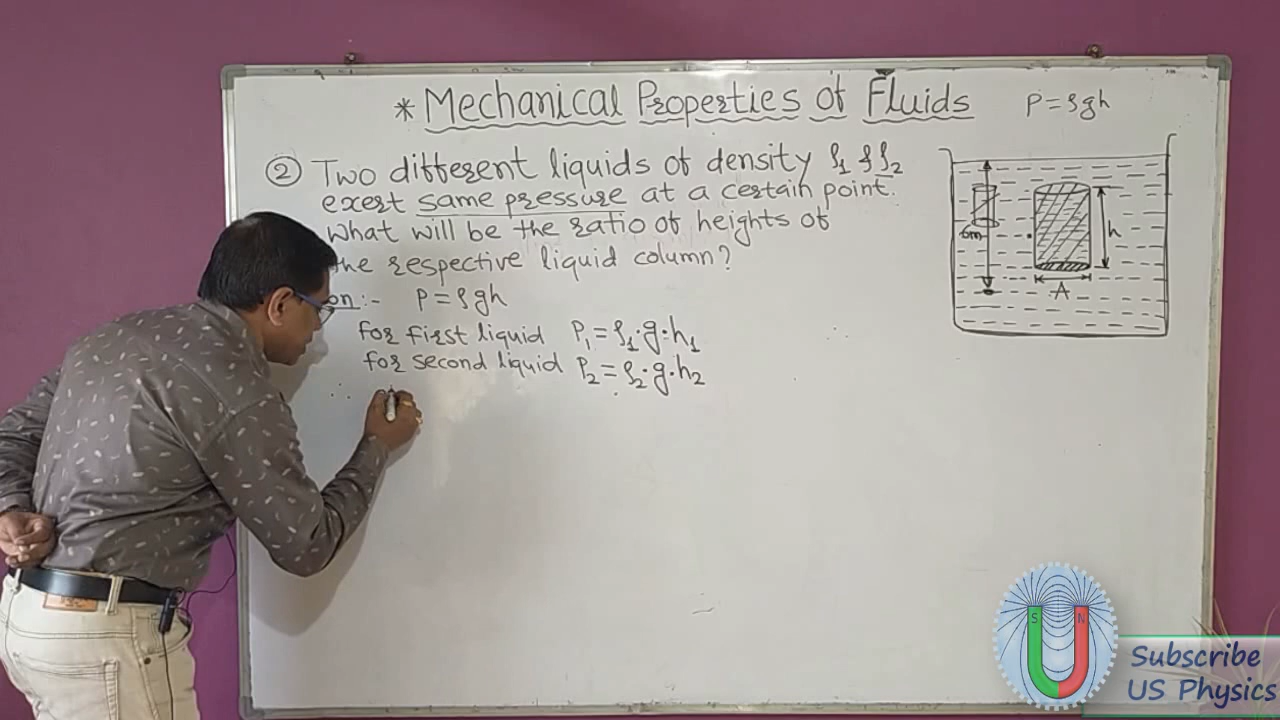 * Mechanical Properties of Fluids
P = ρgh
② Two different liquids of density ρ₁ & ρ₂
exert same pressure at a certain point.
What will be the ratio of heights of
the respective liquid column?
on:- P = ρgh
for first liquid P₁ = ρ₁·g·h₁
for second liquid P₂ = ρ₂·g·h₂
∴
h
A
S N
Subscribe
US Physics